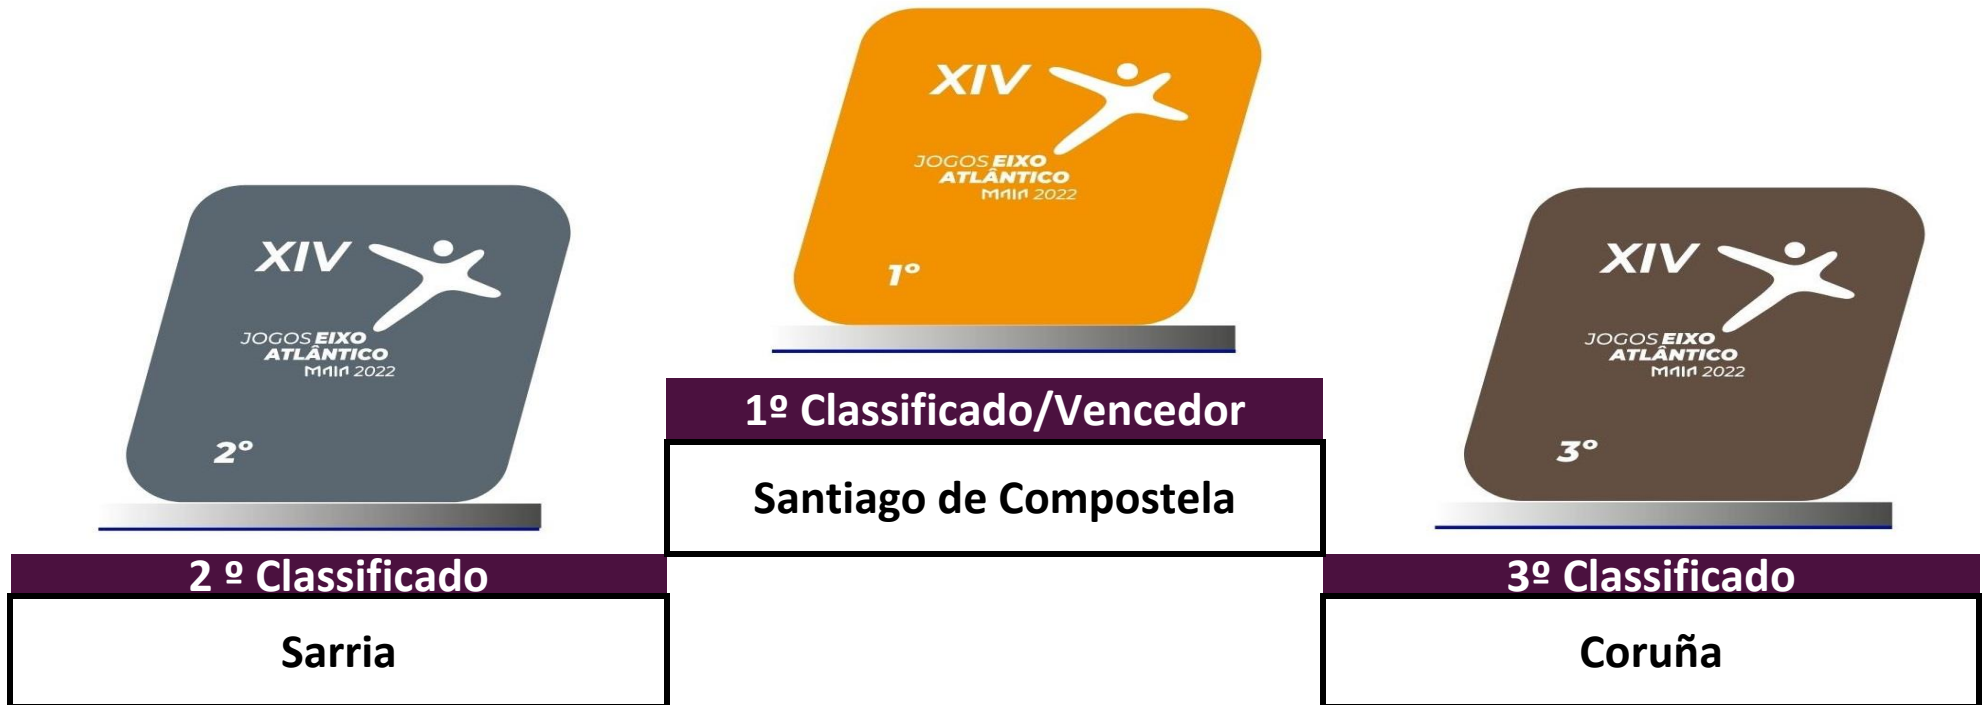 XIV
JOGOS EIXO
ATLÂNTICO
MAIA 2022
1º
XIV
JOGOS EIXO
ATLÂNTICO
MAIA 2022
2º
XIV
JOGOS EIXO
ATLÂNTICO
MAIA 2022
3º
1º Classificado/Vencedor
Santiago de Compostela
2 º Classificado
Sarria
3º Classificado
Coruña